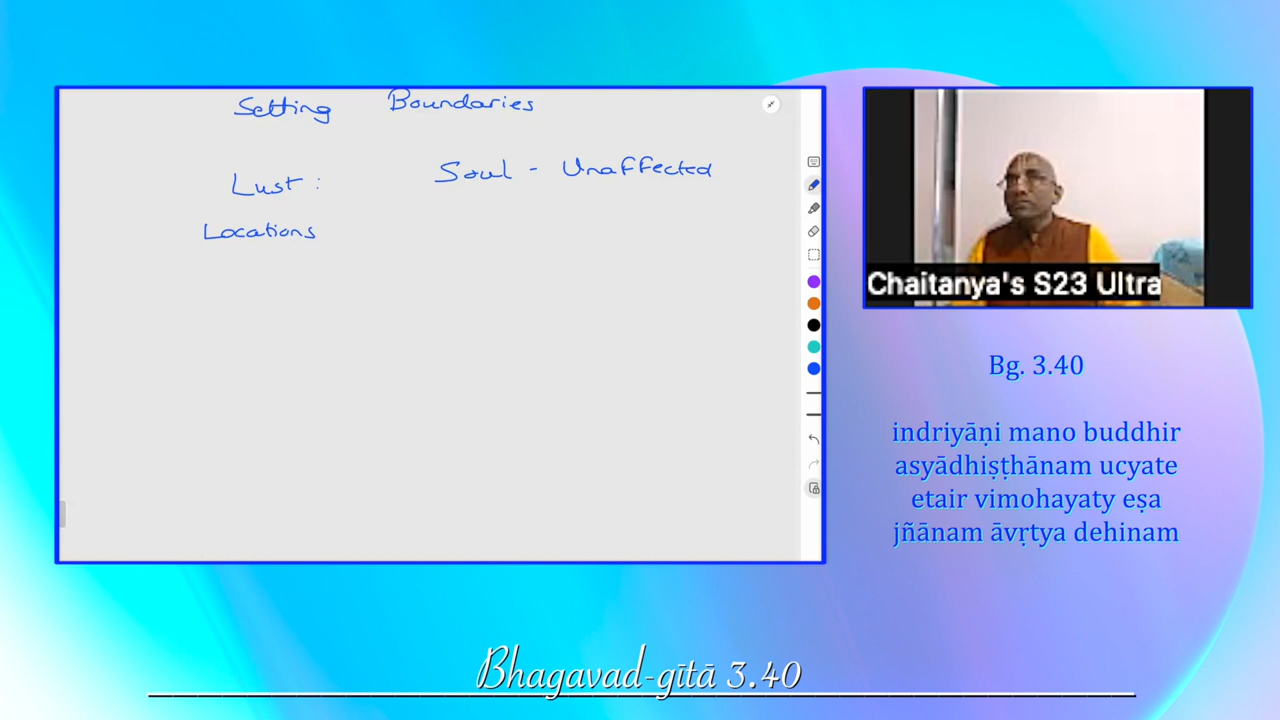 Setting Boundaries
Lust : Soul - Unaffected
Locations
Chaitanya's S23 Ultra
Bg. 3.40
indriyāṇi mano buddhir
asyādhiṣṭhānam ucyate
etair vimohayaty eṣa
jñānam āvṛtya dehinam
Bhagavad-gītā 3.40